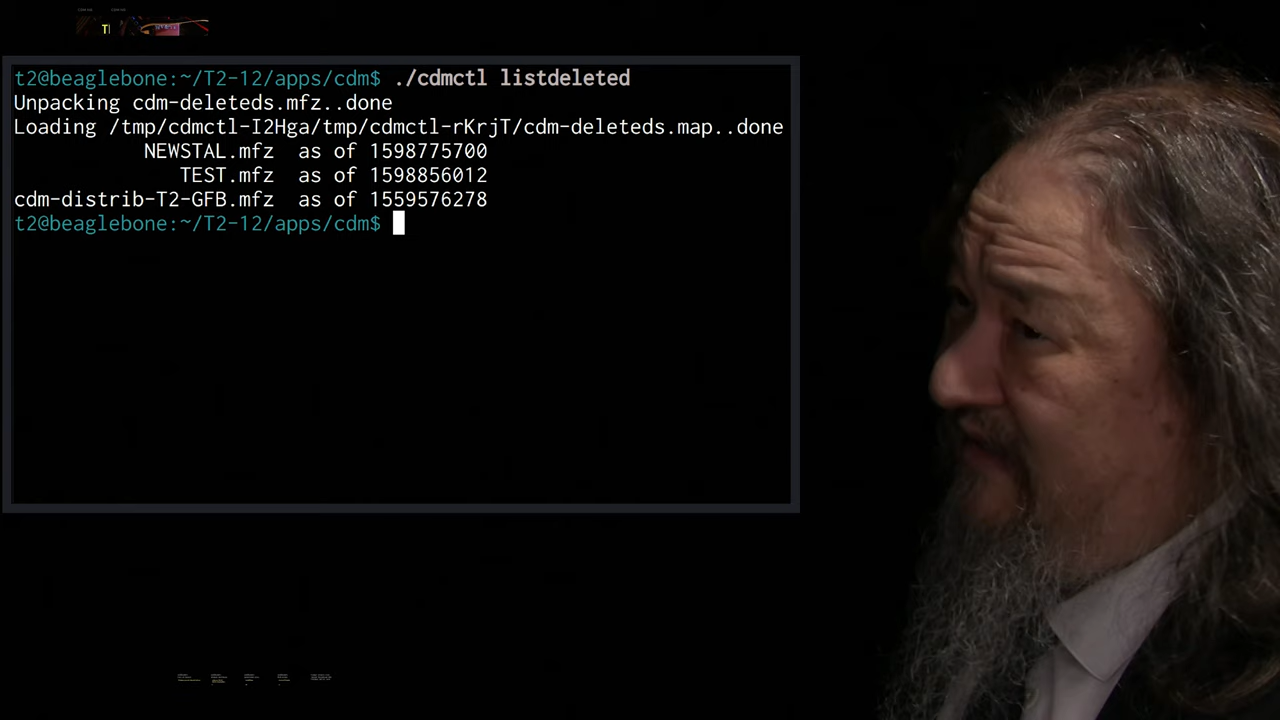 t2@beaglebone:~/T2-12/apps/cdm$ ./cdmctl listdeleted
Unpacking cdm-deleteds.mfz..done
Loading /tmp/cdmctl-I2Hga/tmp/cdmctl-rKrjT/cdm-deleteds.map..done
NEWSTAL.mfz as of 1598775700
TEST.mfz as of 1598856012
cdm-distrib-T2-GFB.mfz as of 1559576278
t2@beaglebone:~/T2-12/apps/cdm$